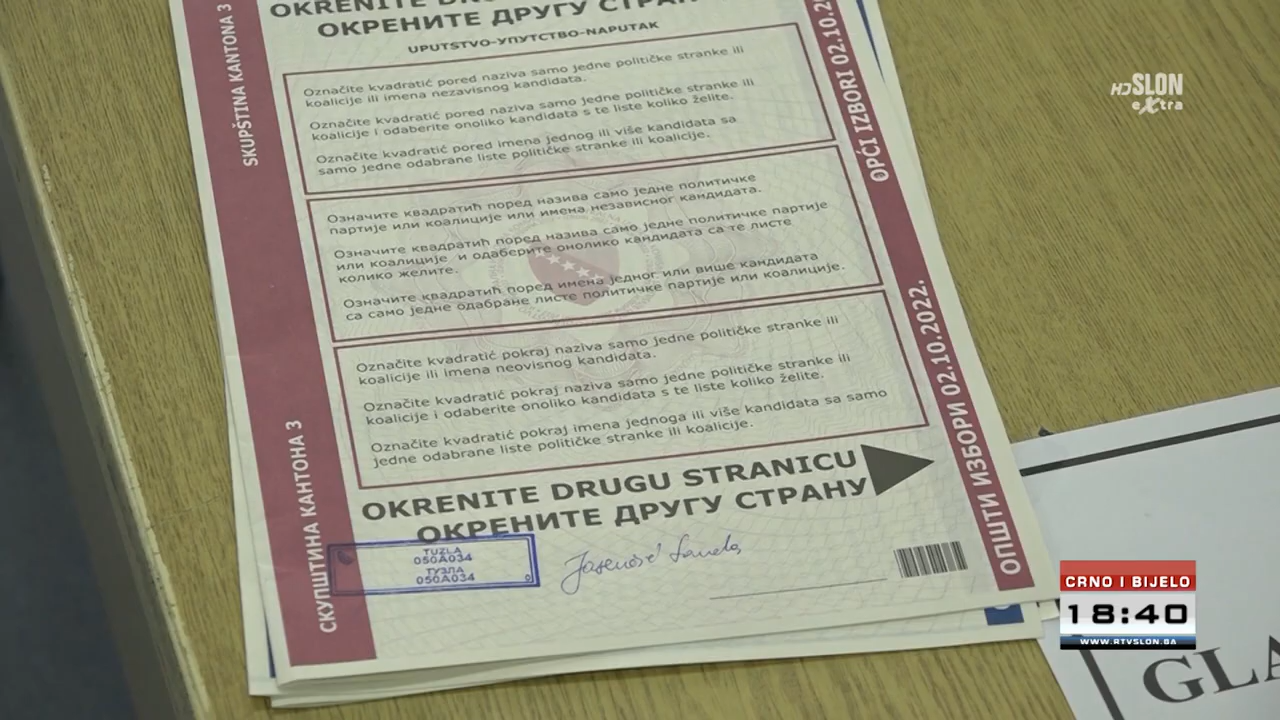 SKUPŠTINA KANTONA 3
OKRENITE
ОКРЕНИТЕ ДРУГУ
UPUTSTVO-УПУТСТВО-NAPUTAK
Označite kvadratić pored naziva samo jedne političke stranke ili
koalicije ili imena nezavisnog kandidata.
Označite kvadratić pored naziva samo jedne političke stranke ili
koalicije i odaberite onoliko kandidata s te liste koliko želite.
Označite kvadratić pored imena jednog ili više kandidata sa
samo jedne odabrane liste političke stranke ili koalicije.
Означите квадратић поред назива само једне политичке
партије или коалиције или имена независног кандидата.
Означите квадратић поред назива само једне политичке партије
или коалиције и одаберите онолико кандидата са те листе
колико желите.
Означите квадратић поред имена једног или више кандидата
са само једне одабране листе политичке партије или коалиције.
Označite kvadratić pokraj naziva samo jedne političke stranke ili
koalicije ili imena neovisnog kandidata.
Označite kvadratić pokraj naziva samo jedne političke stranke ili
koalicije i odaberite onoliko kandidata s te liste koliko želite.
Označite kvadratić pokraj imena jednoga ili više kandidata sa samo
jedne odabrane liste političke stranke ili koalicije.
OKRENITE DRUGU STRANICU
ОКРЕНИТЕ ДРУГУ СТРАНУ
СКУПШТИНА КАНТОНА 3
TUZLA
050A034
ТУЗЛА
050A034
OPĆI IZBORI 02.10.2
ОПШТИ ИЗБОРИ 02.10.2022.
HD SLON
eXtra
CRNO I BIJELO
18:40
WWW.RTVSLON.BA
GLA